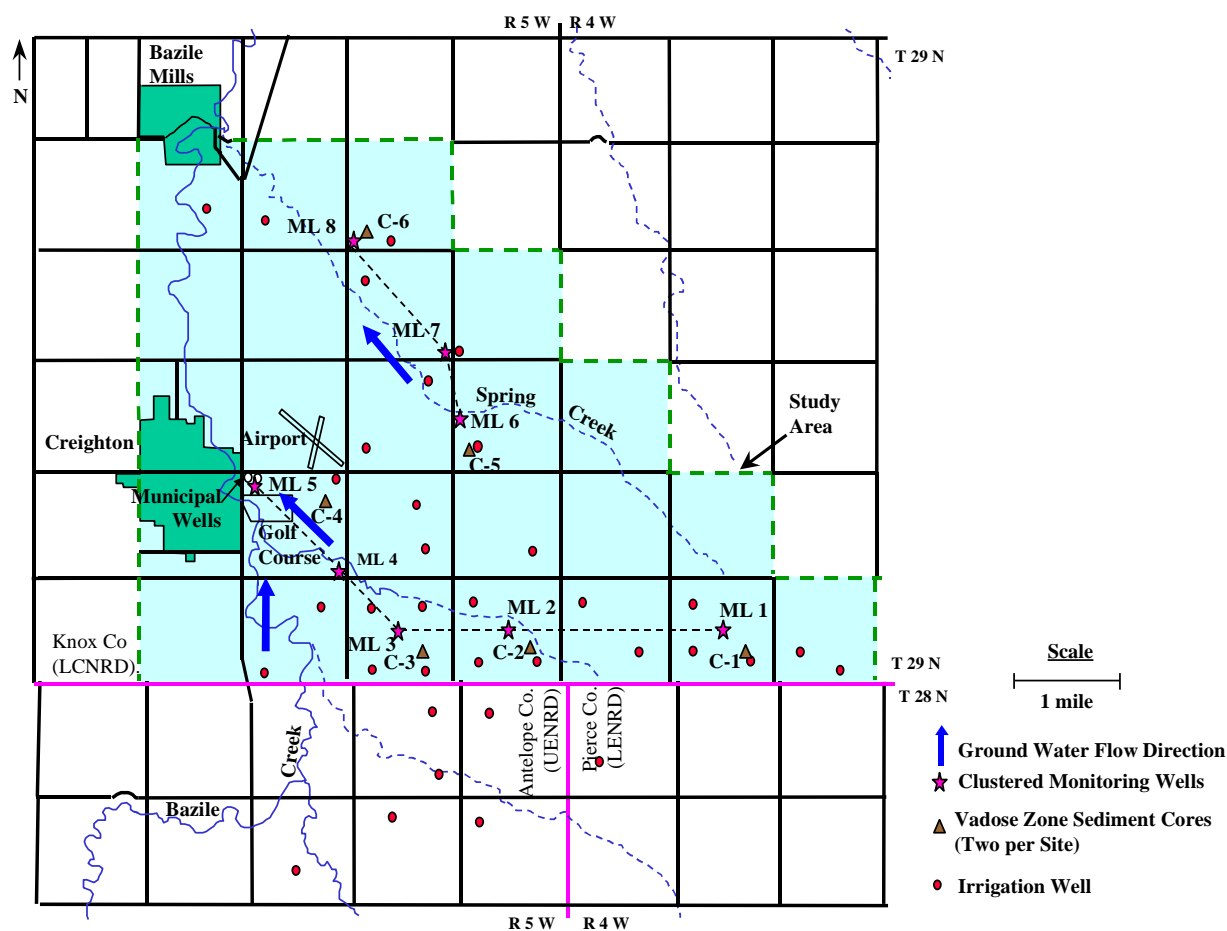 R 5 W R 4 W
T 29 N
N
Bazile
Mills
ML 8
C-6
ML 7
Spring
Creek
ML 6
C-5
Study
Area
Creighton
Airport
Municipal
Wells
ML 5
C-4
Golf
Course
ML 4
ML 3
C-3
ML 2
C-2
ML 1
C-1
Knox Co
(LCNRD)
T 29 N
T 28 N
Antelope Co.
(UENRD)
Pierce Co.
(LENRD)
Creek
Bazile
R 5 W R 4 W
Scale
1 mile
Ground Water Flow Direction
Clustered Monitoring Wells
Vadose Zone Sediment Cores
(Two per Site)
Irrigation Well